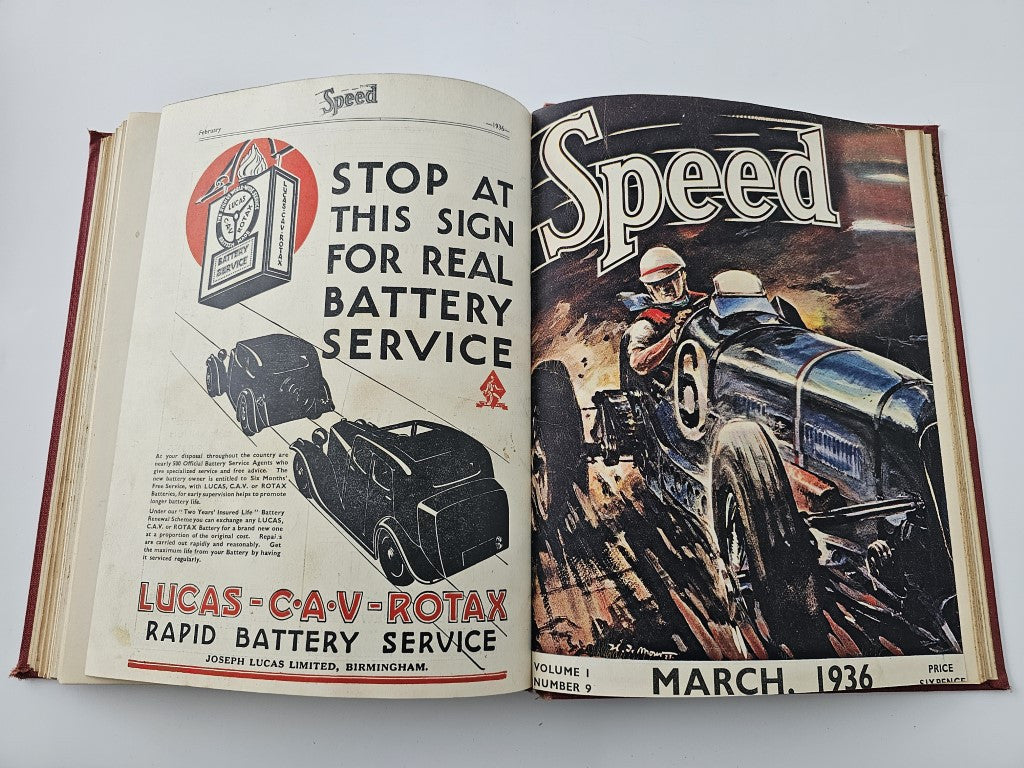 Speed
February
—1936—
LUCAS
C.A.V
ROTAX
BATTERY
SERVICE
LUCAS·C.A.V·ROTAX
STOP AT
THIS SIGN
FOR REAL
BATTERY
SERVICE
At your disposal throughout the country are
nearly 500 Official Battery Service Agents who
give specialized service and free advice. The
new battery owner is entitled to Six Months'
Free Service, with LUCAS, C.A.V. or ROTAX
Batteries, for early supervision helps to promote
longer battery life.
Under our "Two Years' Insured Life" Battery
Renewal Scheme you can exchange any LUCAS,
C.A.V. or ROTAX Battery for a brand new one
at a proportion of the original cost. Repairs
are carried out rapidly and reasonably. Get
the maximum life from your Battery by having
it serviced regularly.
LUCAS-C·A·V-ROTAX
RAPID BATTERY SERVICE
JOSEPH LUCAS LIMITED, BIRMINGHAM.
Speed
6
VOLUME I
NUMBER 9
MARCH, 1936
PRICE
SIXPENCE